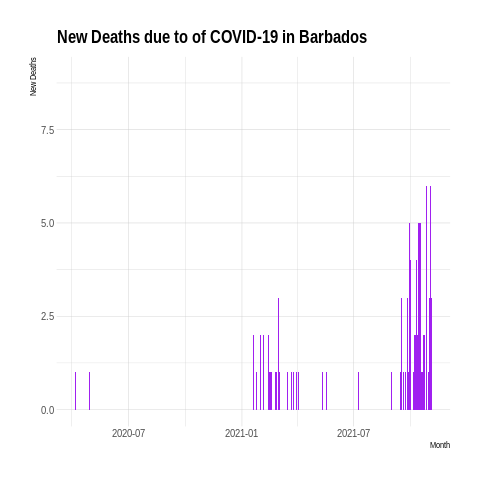 New Deaths due to of COVID-19 in Barbados
New Deaths
7.5
5.0
2.5
0.0
2020-07
2021-01
2021-07
Month